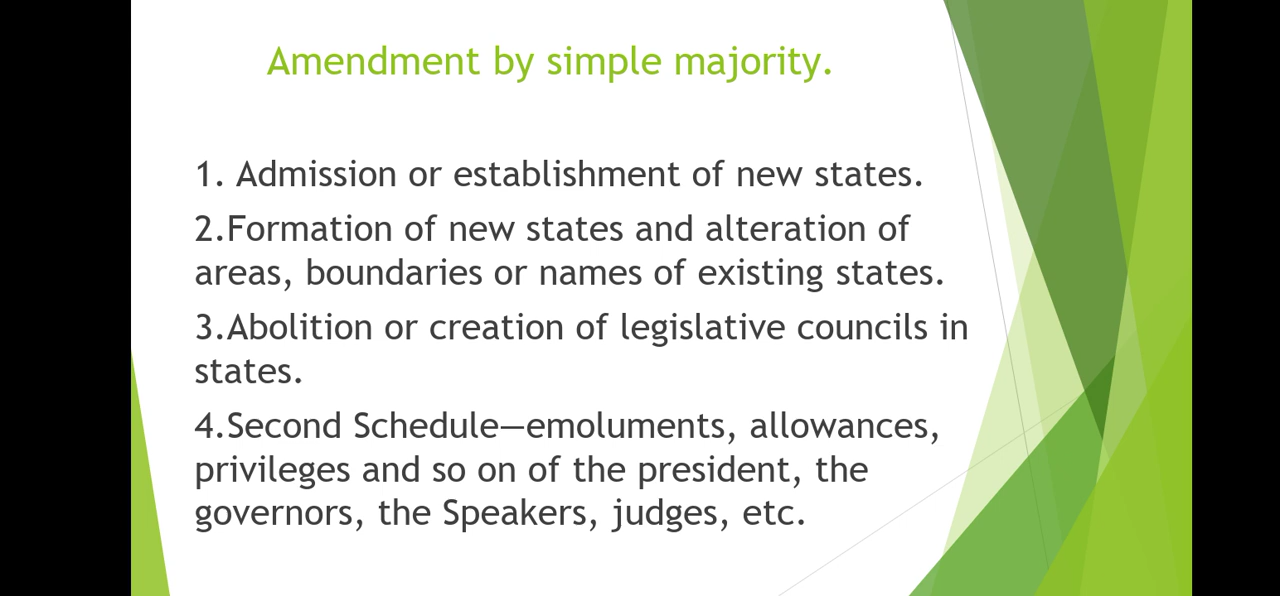 Amendment by simple majority.
1. Admission or establishment of new states.
2.Formation of new states and alteration of
areas, boundaries or names of existing states.
3.Abolition or creation of legislative councils in
states.
4.Second Schedule—emoluments, allowances,
privileges and so on of the president, the
governors, the Speakers, judges, etc.